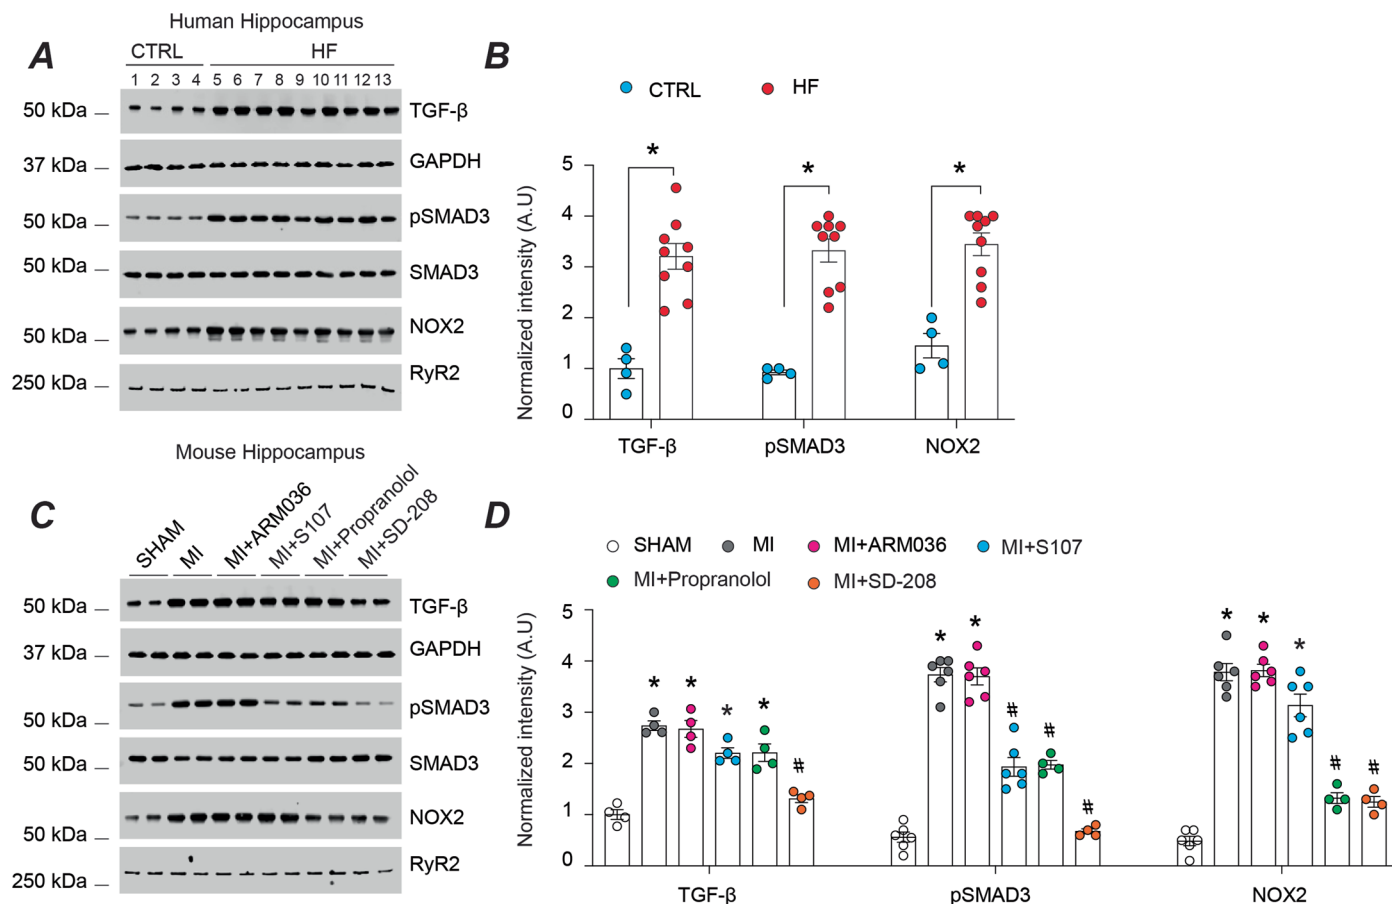 Human Hippocampus
A
CTRL HF
1 2 3 4 5 6 7 8 9 10 11 12 13
50 kDa TGF-β
37 kDa GAPDH
50 kDa pSMAD3
50 kDa SMAD3
50 kDa NOX2
250 kDa RyR2
B
CTRL HF
Normalized intensity (A.U)
5
4
3
2
1
0
* * *
TGF-β pSMAD3 NOX2
Mouse Hippocampus
C
SHAM MI MI+ARM036 MI+S107 MI+Propranolol MI+SD-208
50 kDa TGF-β
37 kDa GAPDH
50 kDa pSMAD3
SMAD3
50 kDa
50 kDa NOX2
250 kDa RyR2
D
SHAM MI MI+ARM036 MI+S107
MI+Propranolol MI+SD-208
Normalized intensity (A.U)
5
4
3
2
1
0
* * * * # * * # # # * * * # #
TGF-β pSMAD3 NOX2